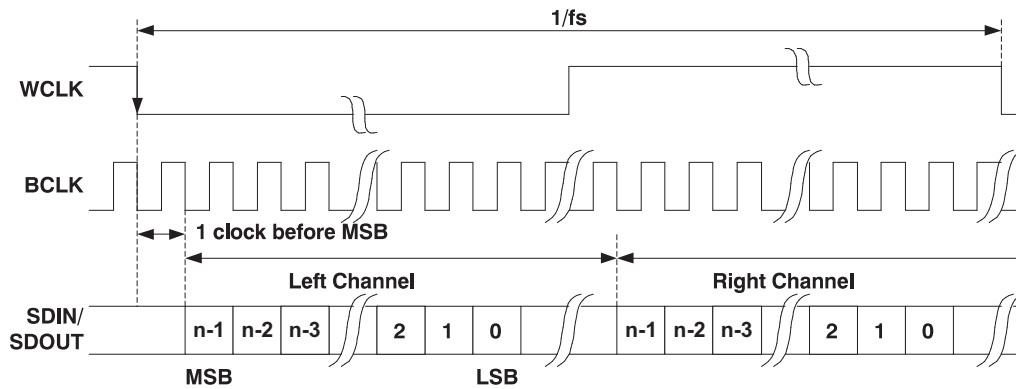 1/fs
WCLK
BCLK
1 clock before MSB
Left Channel
Right Channel
SDIN/
SDOUT
n-1 n-2 n-3 2 1 0 n-1 n-2 n-3 2 1 0
MSB LSB